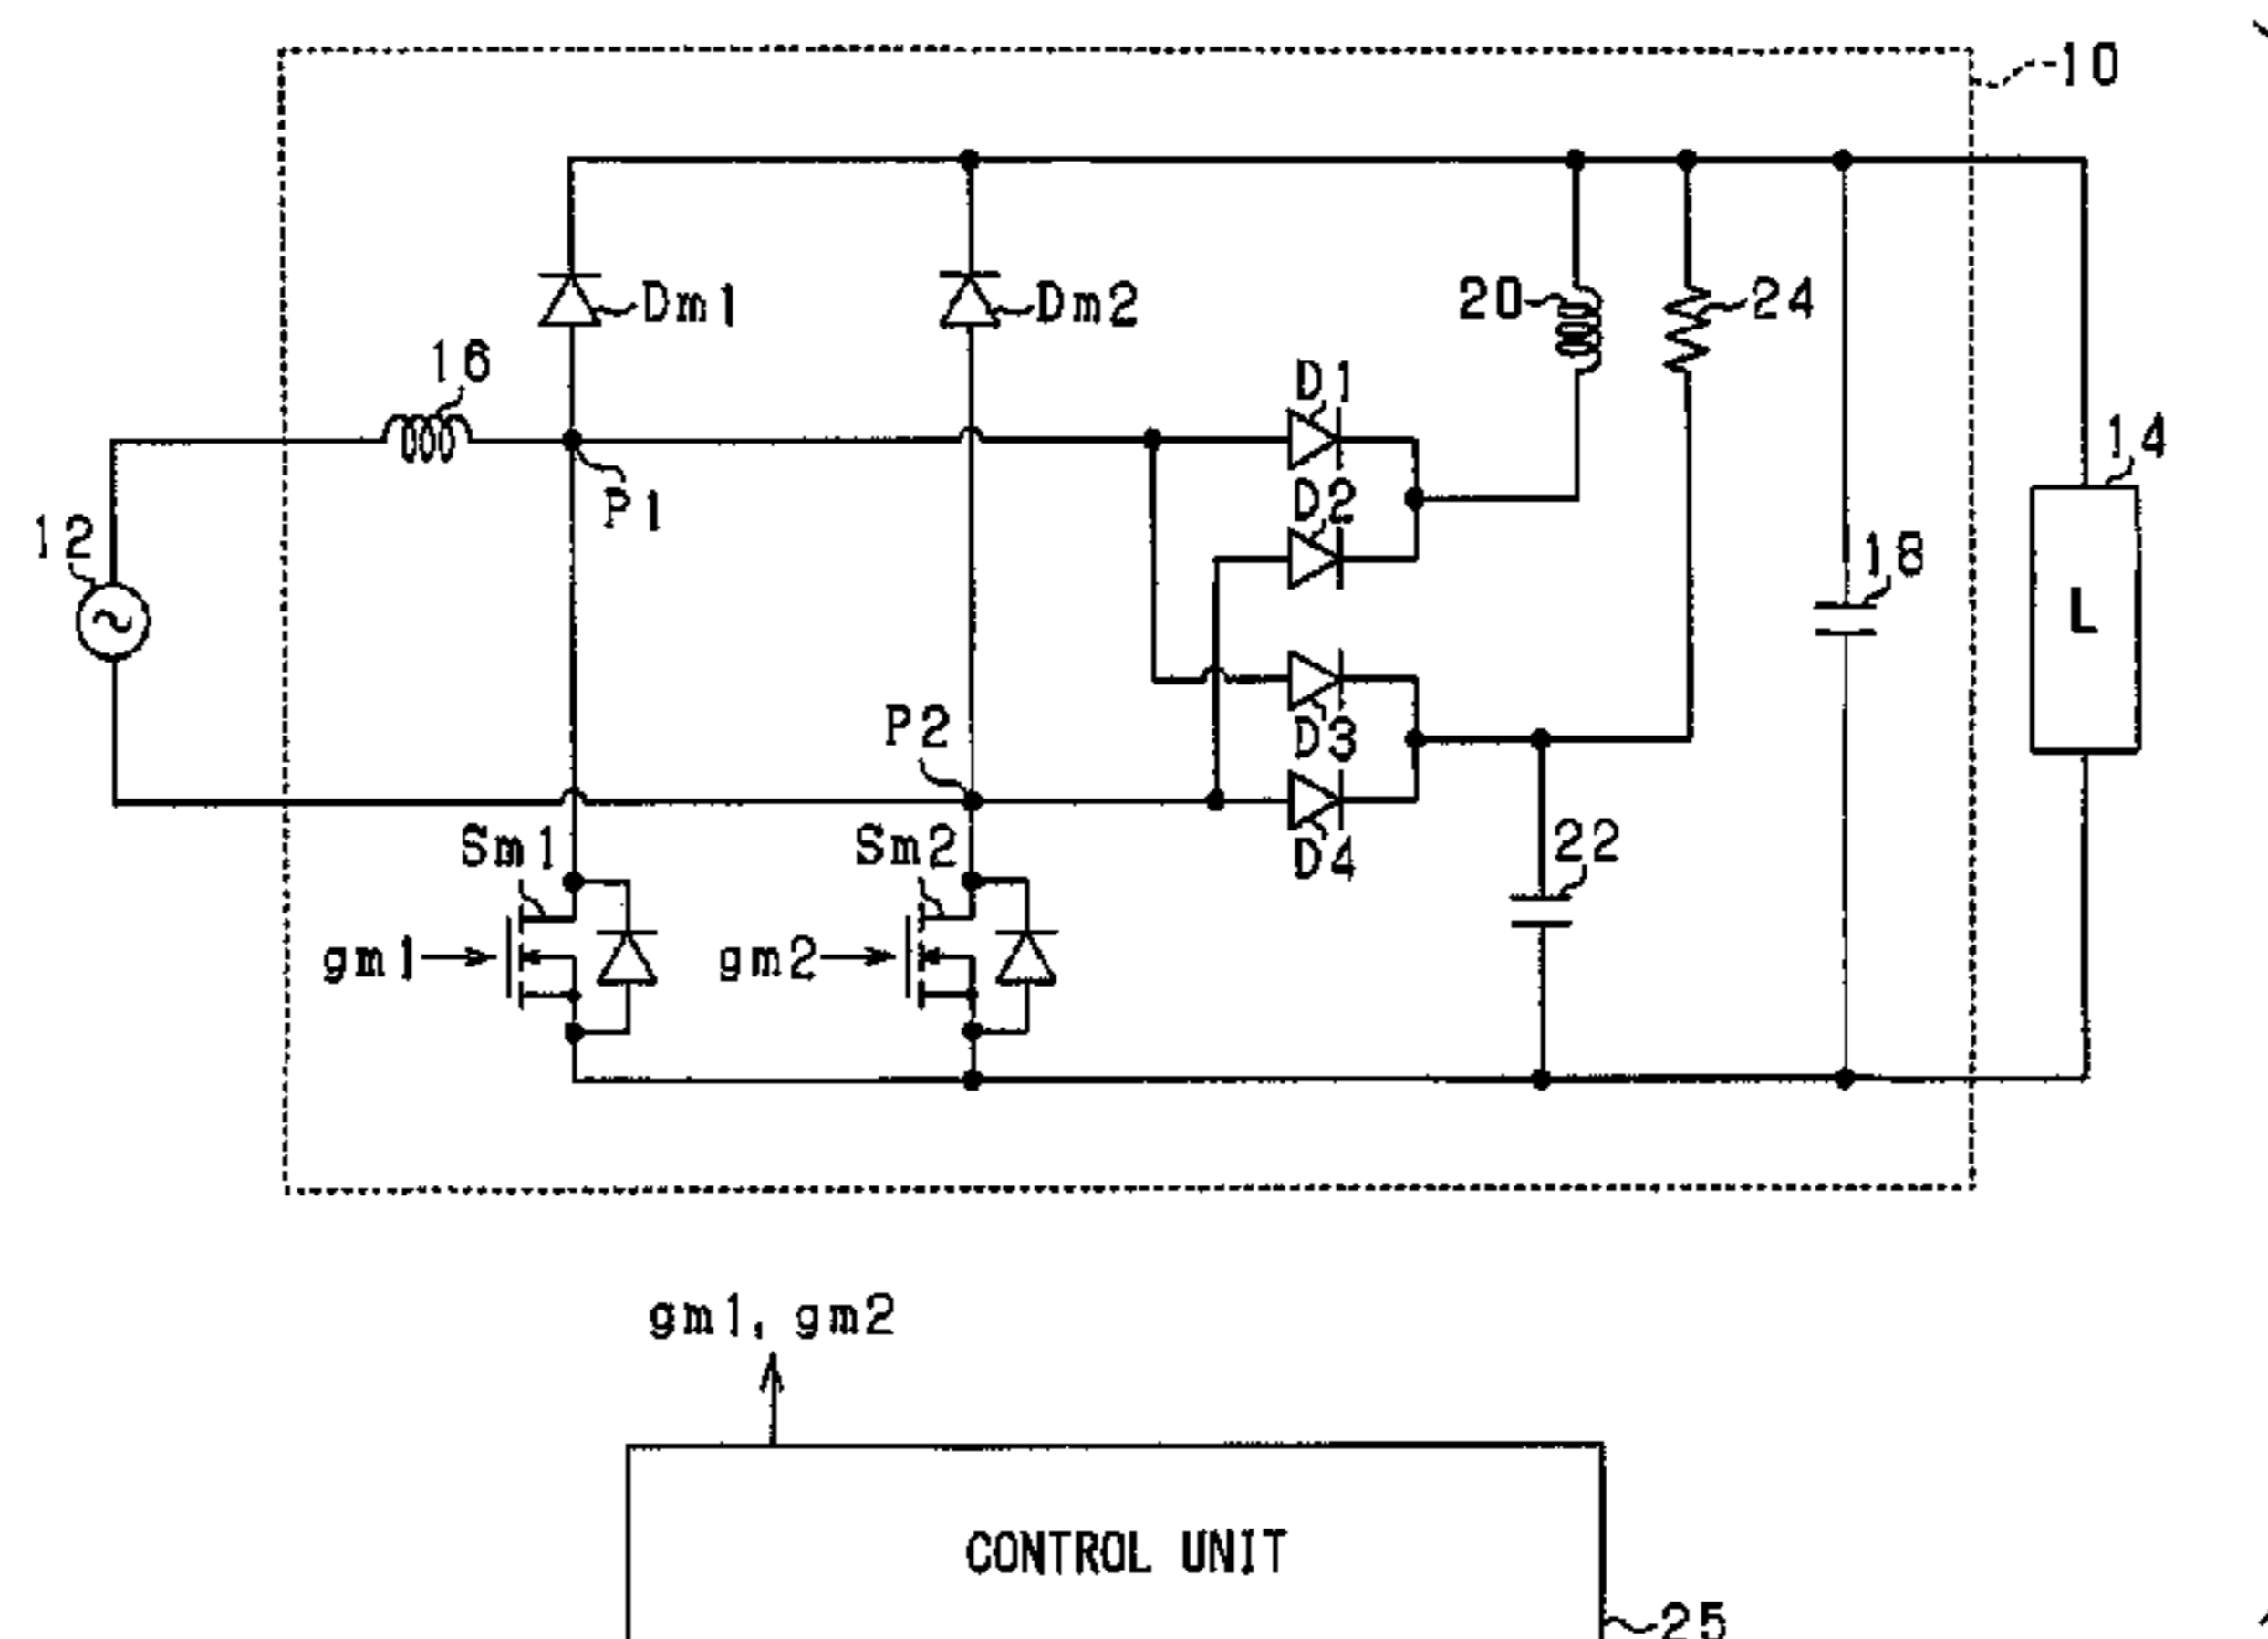 10
Dm1
Dm2
20
24
16
D1
14
P1
D2
12
18
L
P2
D3
Sm1
Sm2
D4
22
gm1
gm2
gm1, gm2
CONTROL UNIT
25